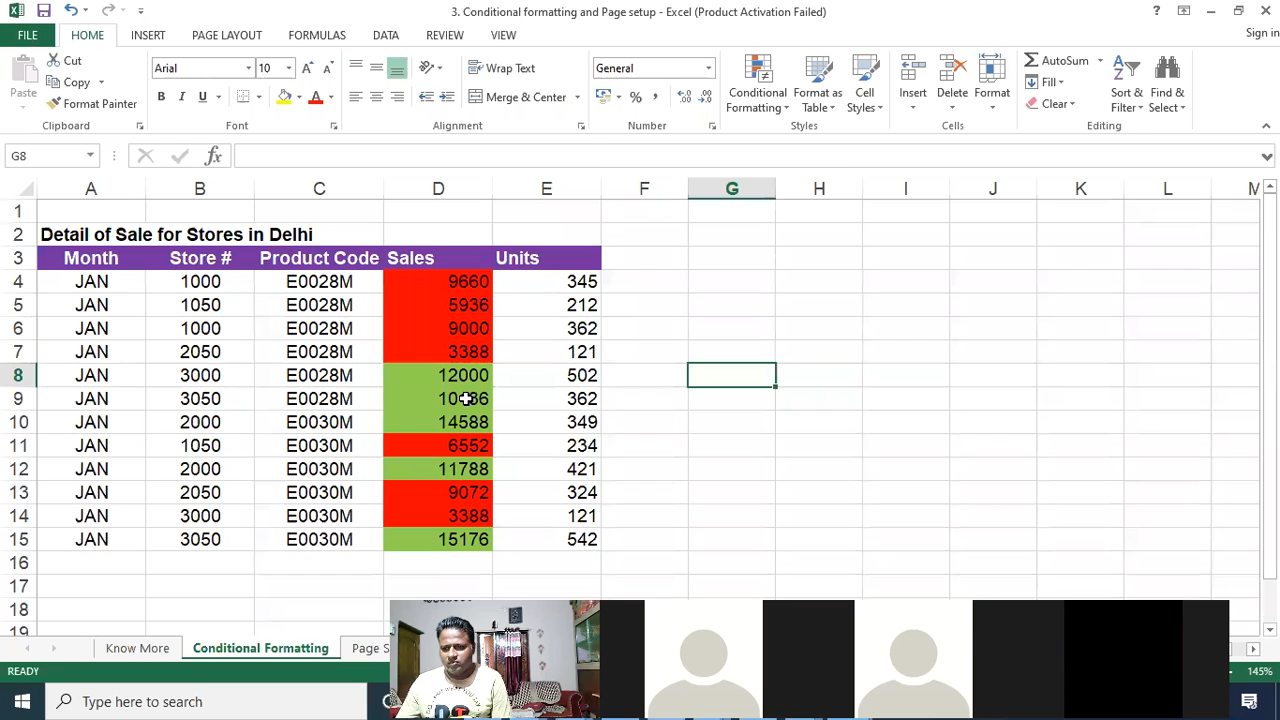 3. Conditional formatting and Page setup - Excel (Product Activation Failed)
FILE HOME INSERT PAGE LAYOUT FORMULAS DATA REVIEW VIEW Sign in
Paste Cut Copy Format Painter Clipboard
Arial 10 B I U A Font
Wrap Text Merge & Center Alignment
General % , Number
Conditional Formatting Format as Table Cell Styles Styles
Insert Delete Format Cells
AutoSum Fill Clear Sort & Filter Find & Select Editing
G8 fx
A B C D E F G H I J K L M
1
2 Detail of Sale for Stores in Delhi
3 Month Store # Product Code Sales Units
4 JAN 1000 E0028M 9660 345
5 JAN 1050 E0028M 5936 212
6 JAN 1000 E0028M 9000 362
7 JAN 2050 E0028M 3388 121
8 JAN 3000 E0028M 12000 502
9 JAN 3050 E0028M 362
10 JAN 2000 E0030M 14588 349
11 JAN 1050 E0030M 6552 234
12 JAN 2000 E0030M 11788 421
13 JAN 2050 E0030M 9072 324
14 JAN 3000 E0030M 3388 121
15 JAN 3050 E0030M 15176 542
16
17
18
19
Know More Conditional Formatting Page S
READY 145%
Type here to search